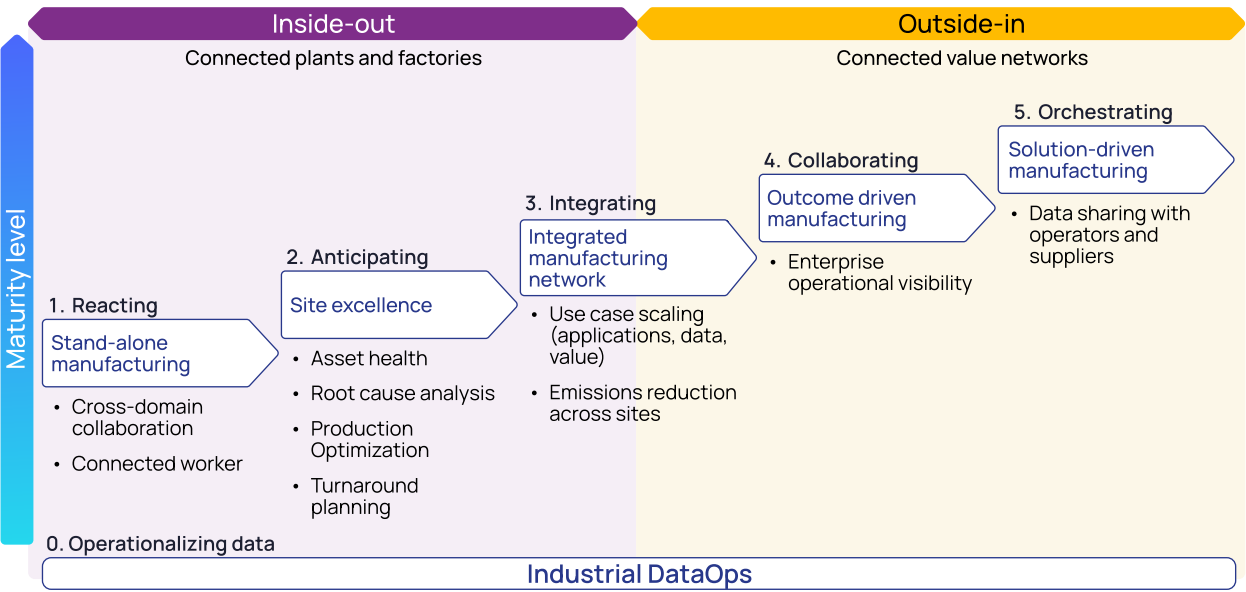 Inside-out
Outside-in
Connected plants and factories
Connected value networks
Maturity level
1. Reacting
Stand-alone
manufacturing
• Cross-domain
collaboration
• Connected worker
2. Anticipating
Site excellence
• Asset health
• Root cause analysis
• Production
Optimization
• Turnaround
planning
3. Integrating
Integrated
manufacturing
network
• Use case scaling
(applications, data,
value)
• Emissions reduction
across sites
4. Collaborating
Outcome driven
manufacturing
• Enterprise
operational visibility
5. Orchestrating
Solution-driven
manufacturing
• Data sharing with
operators and
suppliers
0. Operationalizing data
Industrial DataOps